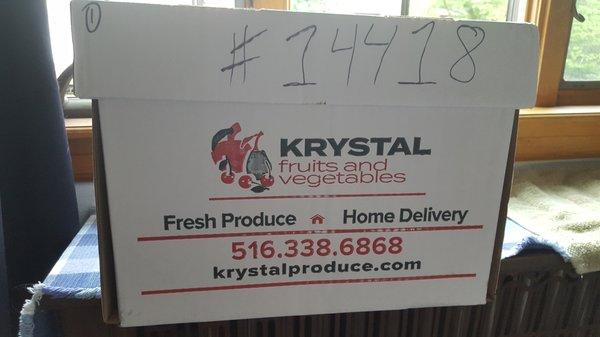 1
# 14418
KRYSTAL
fruits and
vegetables
Fresh Produce Home Delivery
516.338.6868
krystalproduce.com